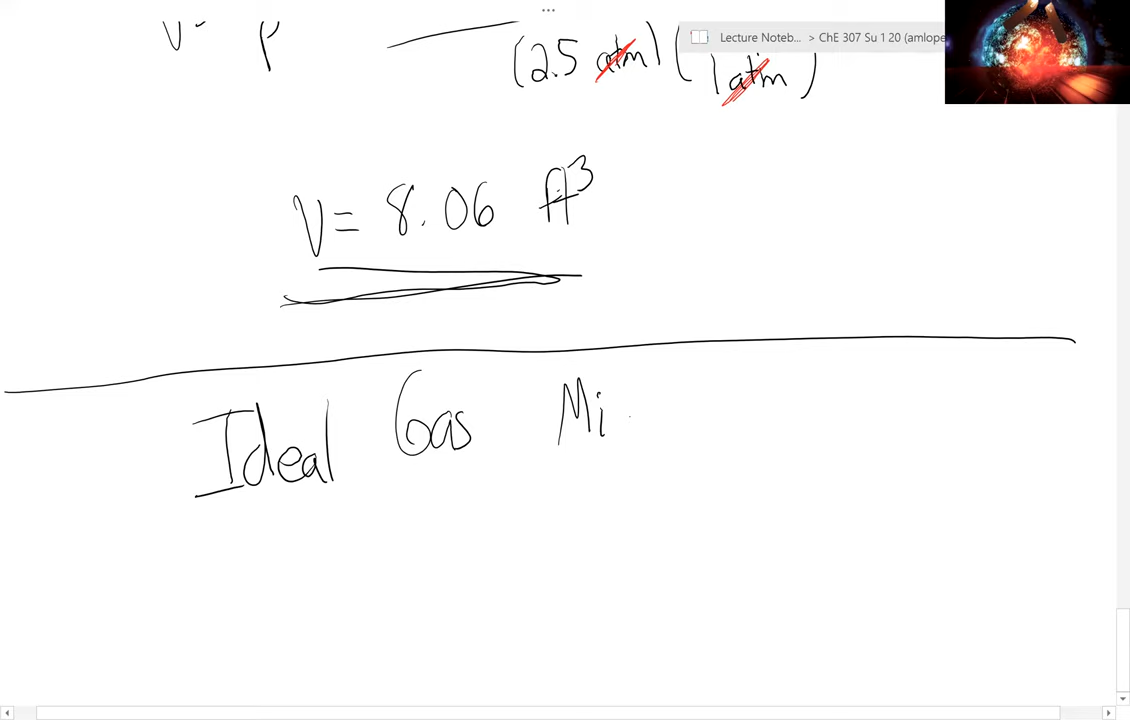 Lecture Noteb... > ChE 307 Su 1 20 (amlope
(2.5 atm) (
1 atm )
V = 8.06 ft³
Ideal Gas Mi